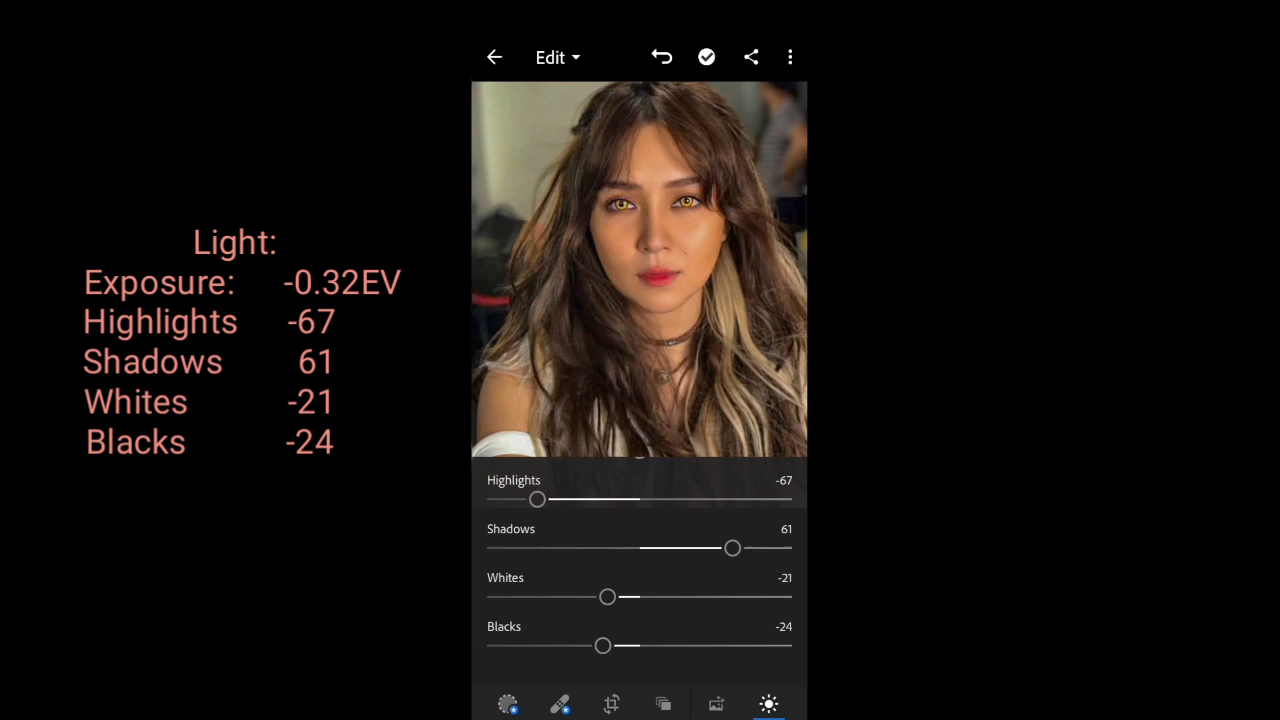 Edit
Light:
Exposure: -0.32EV
Highlights -67
Shadows 61
Whites -21
Blacks -24
Highlights -67
Shadows 61
Whites -21
Blacks -24